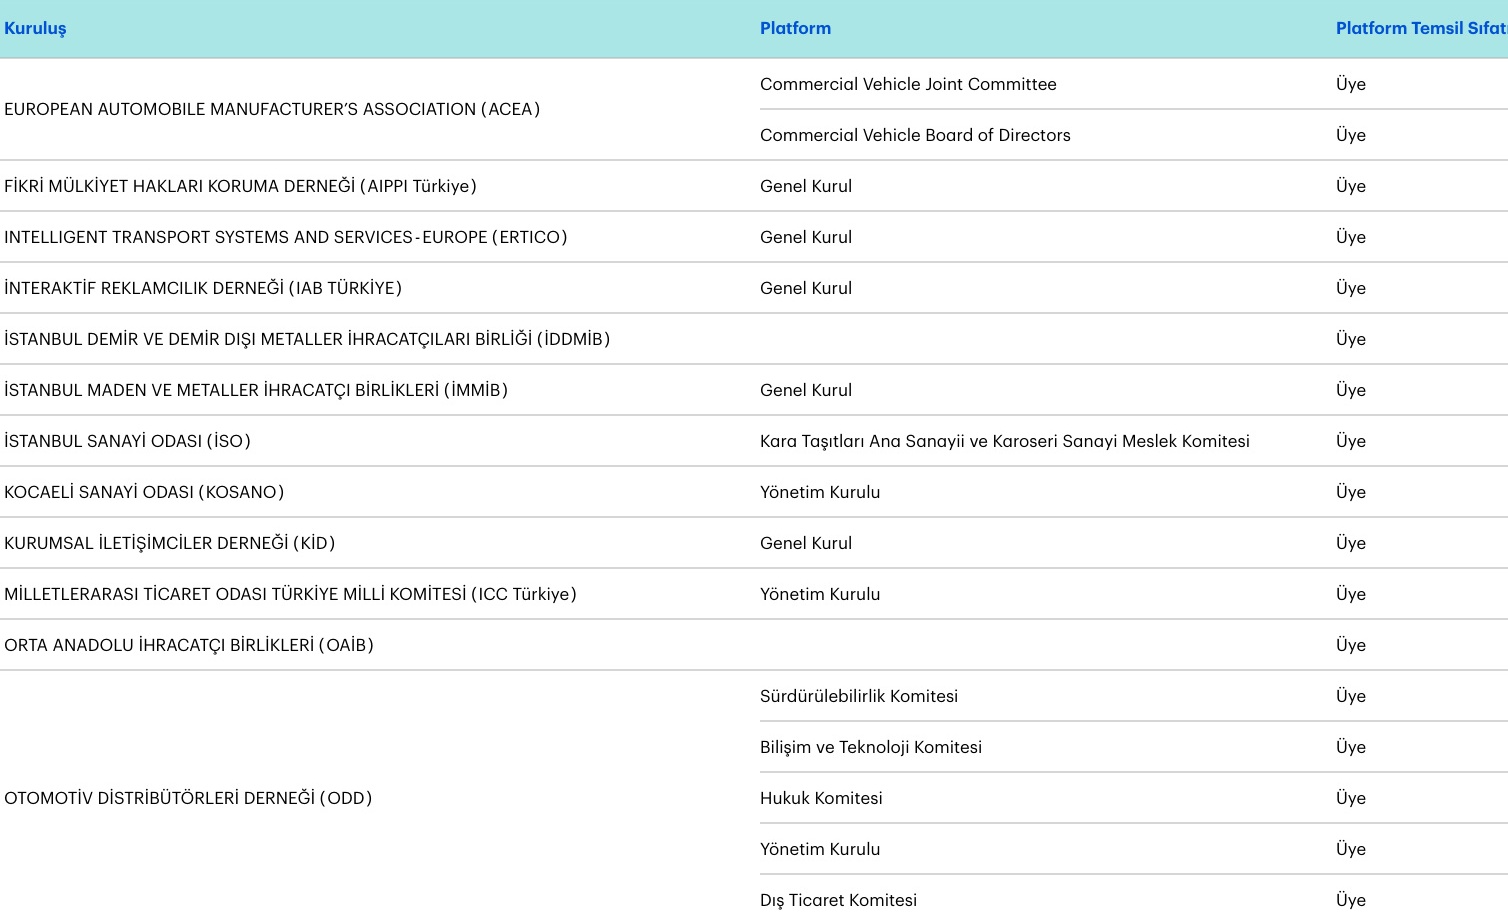 Kuruluş Platform Platform Temsil Sıfatı
EUROPEAN AUTOMOBILE MANUFACTURER’S ASSOCIATION (ACEA)
Commercial Vehicle Joint Committee Üye
Commercial Vehicle Board of Directors Üye
FİKRİ MÜLKİYET HAKLARI KORUMA DERNEĞİ (AIPPI Türkiye) Genel Kurul Üye
INTELLIGENT TRANSPORT SYSTEMS AND SERVICES-EUROPE (ERTICO) Genel Kurul Üye
İNTERAKTİF REKLAMCILIK DERNEĞİ (IAB TÜRKİYE) Genel Kurul Üye
İSTANBUL DEMİR VE DEMİR DIŞI METALLER İHRACATÇILARI BİRLİĞİ (İDDMİB) Üye
İSTANBUL MADEN VE METALLER İHRACATÇI BİRLİKLERİ (İMMİB) Genel Kurul Üye
İSTANBUL SANAYİ ODASI (İSO) Kara Taşıtları Ana Sanayii ve Karoseri Sanayi Meslek Komitesi Üye
KOCAELİ SANAYİ ODASI (KOSANO) Yönetim Kurulu Üye
KURUMSAL İLETİŞİMCİLER DERNEĞİ (KİD) Genel Kurul Üye
MİLLETLERARASI TİCARET ODASI TÜRKİYE MİLLİ KOMİTESİ (ICC Türkiye) Yönetim Kurulu Üye
ORTA ANADOLU İHRACATÇI BİRLİKLERİ (OAİB) Üye
OTOMOTİV DİSTRİBÜTÖRLERİ DERNEĞİ (ODD)
Sürdürülebilirlik Komitesi Üye
Bilişim ve Teknoloji Komitesi Üye
Hukuk Komitesi Üye
Yönetim Kurulu Üye
Dış Ticaret Komitesi Üye